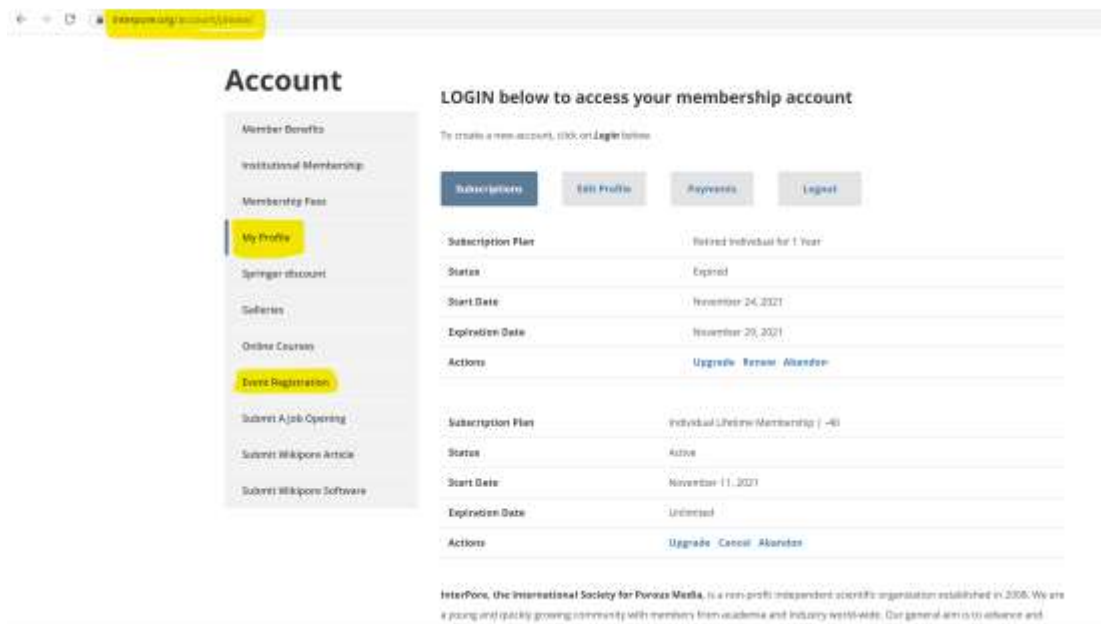 Account
LOGIN below to access your membership account
To create a new account, click on Login below
Member Benefits
Institutional Membership
Membership Fees
My Profile
Springer discount
Galleries
Online Courses
Event Registration
Submit A Job Opening
Submit Wikipore Article
Submit Wikipore Software
Subscriptions Edit Profile Payments Logout
Subscription Plan Retired Individual for 1 Year
Status Expired
Start Date November 24, 2021
Expiration Date November 29, 2021
Actions Upgrade Renew Abandon
Subscription Plan Individual Lifetime Membership | -40
Status Active
Start Date November 11, 2021
Expiration Date Unlimited
Actions Upgrade Cancel Abandon
InterPore, the International Society for Porous Media, is a non-profit independent scientific organisation established in 2008. We are
a young and quickly growing community with members from academia and industry world-wide. Our general aim is to advance and